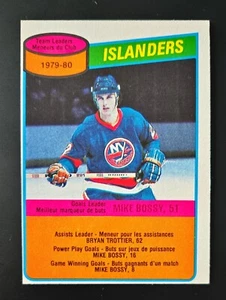 Team Leaders
Meneurs du Club
1979-80
ISLANDERS
NY
Goals Leader
Meilleur marqueur de buts
MIKE BOSSY, 51
Assists Leader - Meneur pour les assistances
BRYAN TROTTIER, 62
Power Play Goals - Buts sur jeux de puissance
MIKE BOSSY, 16
Game Winning Goals - Buts gagnants d'un match
MIKE BOSSY, 8